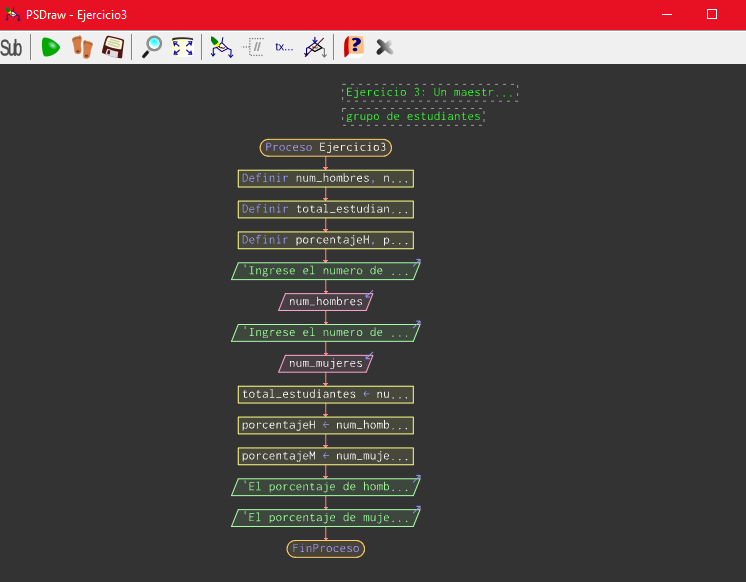 PSDraw - Ejercicio3
Sub
tx...
Ejercicio 3: Un maestr...
grupo de estudiantes
Proceso Ejercicio3
Definir num_hombres, n...
Definir total_estudian...
Definir porcentajeH, p...
'Ingrese el numero de ...
num_hombres
'Ingrese el numero de ...
num_mujeres
total_estudiantes ← nu...
porcentajeH ← num_homb...
porcentajeM ← num_muje...
'El porcentaje de homb...
'El porcentaje de muje...
FinProceso